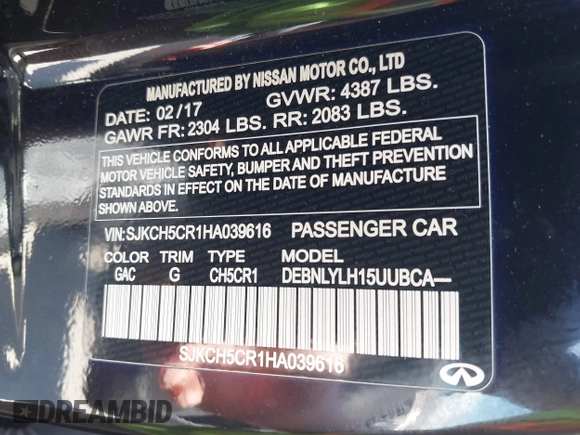 MANUFACTURED BY NISSAN MOTOR CO., LTD
DATE: 02/17 GVWR: 4387 LBS.
GAWR FR: 2304 LBS. RR: 2083 LBS.
THIS VEHICLE CONFORMS TO ALL APPLICABLE FEDERAL
MOTOR VEHICLE SAFETY, BUMPER AND THEFT PREVENTION
STANDARDS IN EFFECT ON THE DATE OF MANUFACTURE
SHOWN ABOVE.
VIN: SJKCH5CR1HA039616 PASSENGER CAR
COLOR TRIM TYPE MODEL
GAC G CH5CR1 DEBNLYLH15UUBCA—
SJKCH5CR1HA039616
DREAMBID